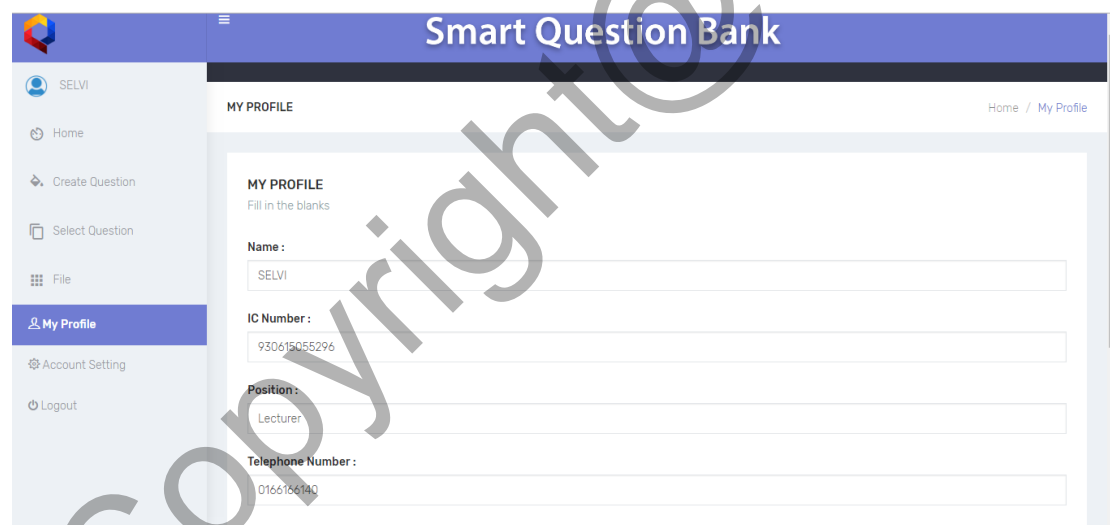 Smart Question Bank
SELVI
MY PROFILE
Home / My Profile
Home
Create Question
Select Question
File
My Profile
Account Setting
Logout
MY PROFILE
Fill in the blanks
Name :
SELVI
IC Number :
930615055296
Position :
Lecturer
Telephone Number :
0166166140
Copyright@